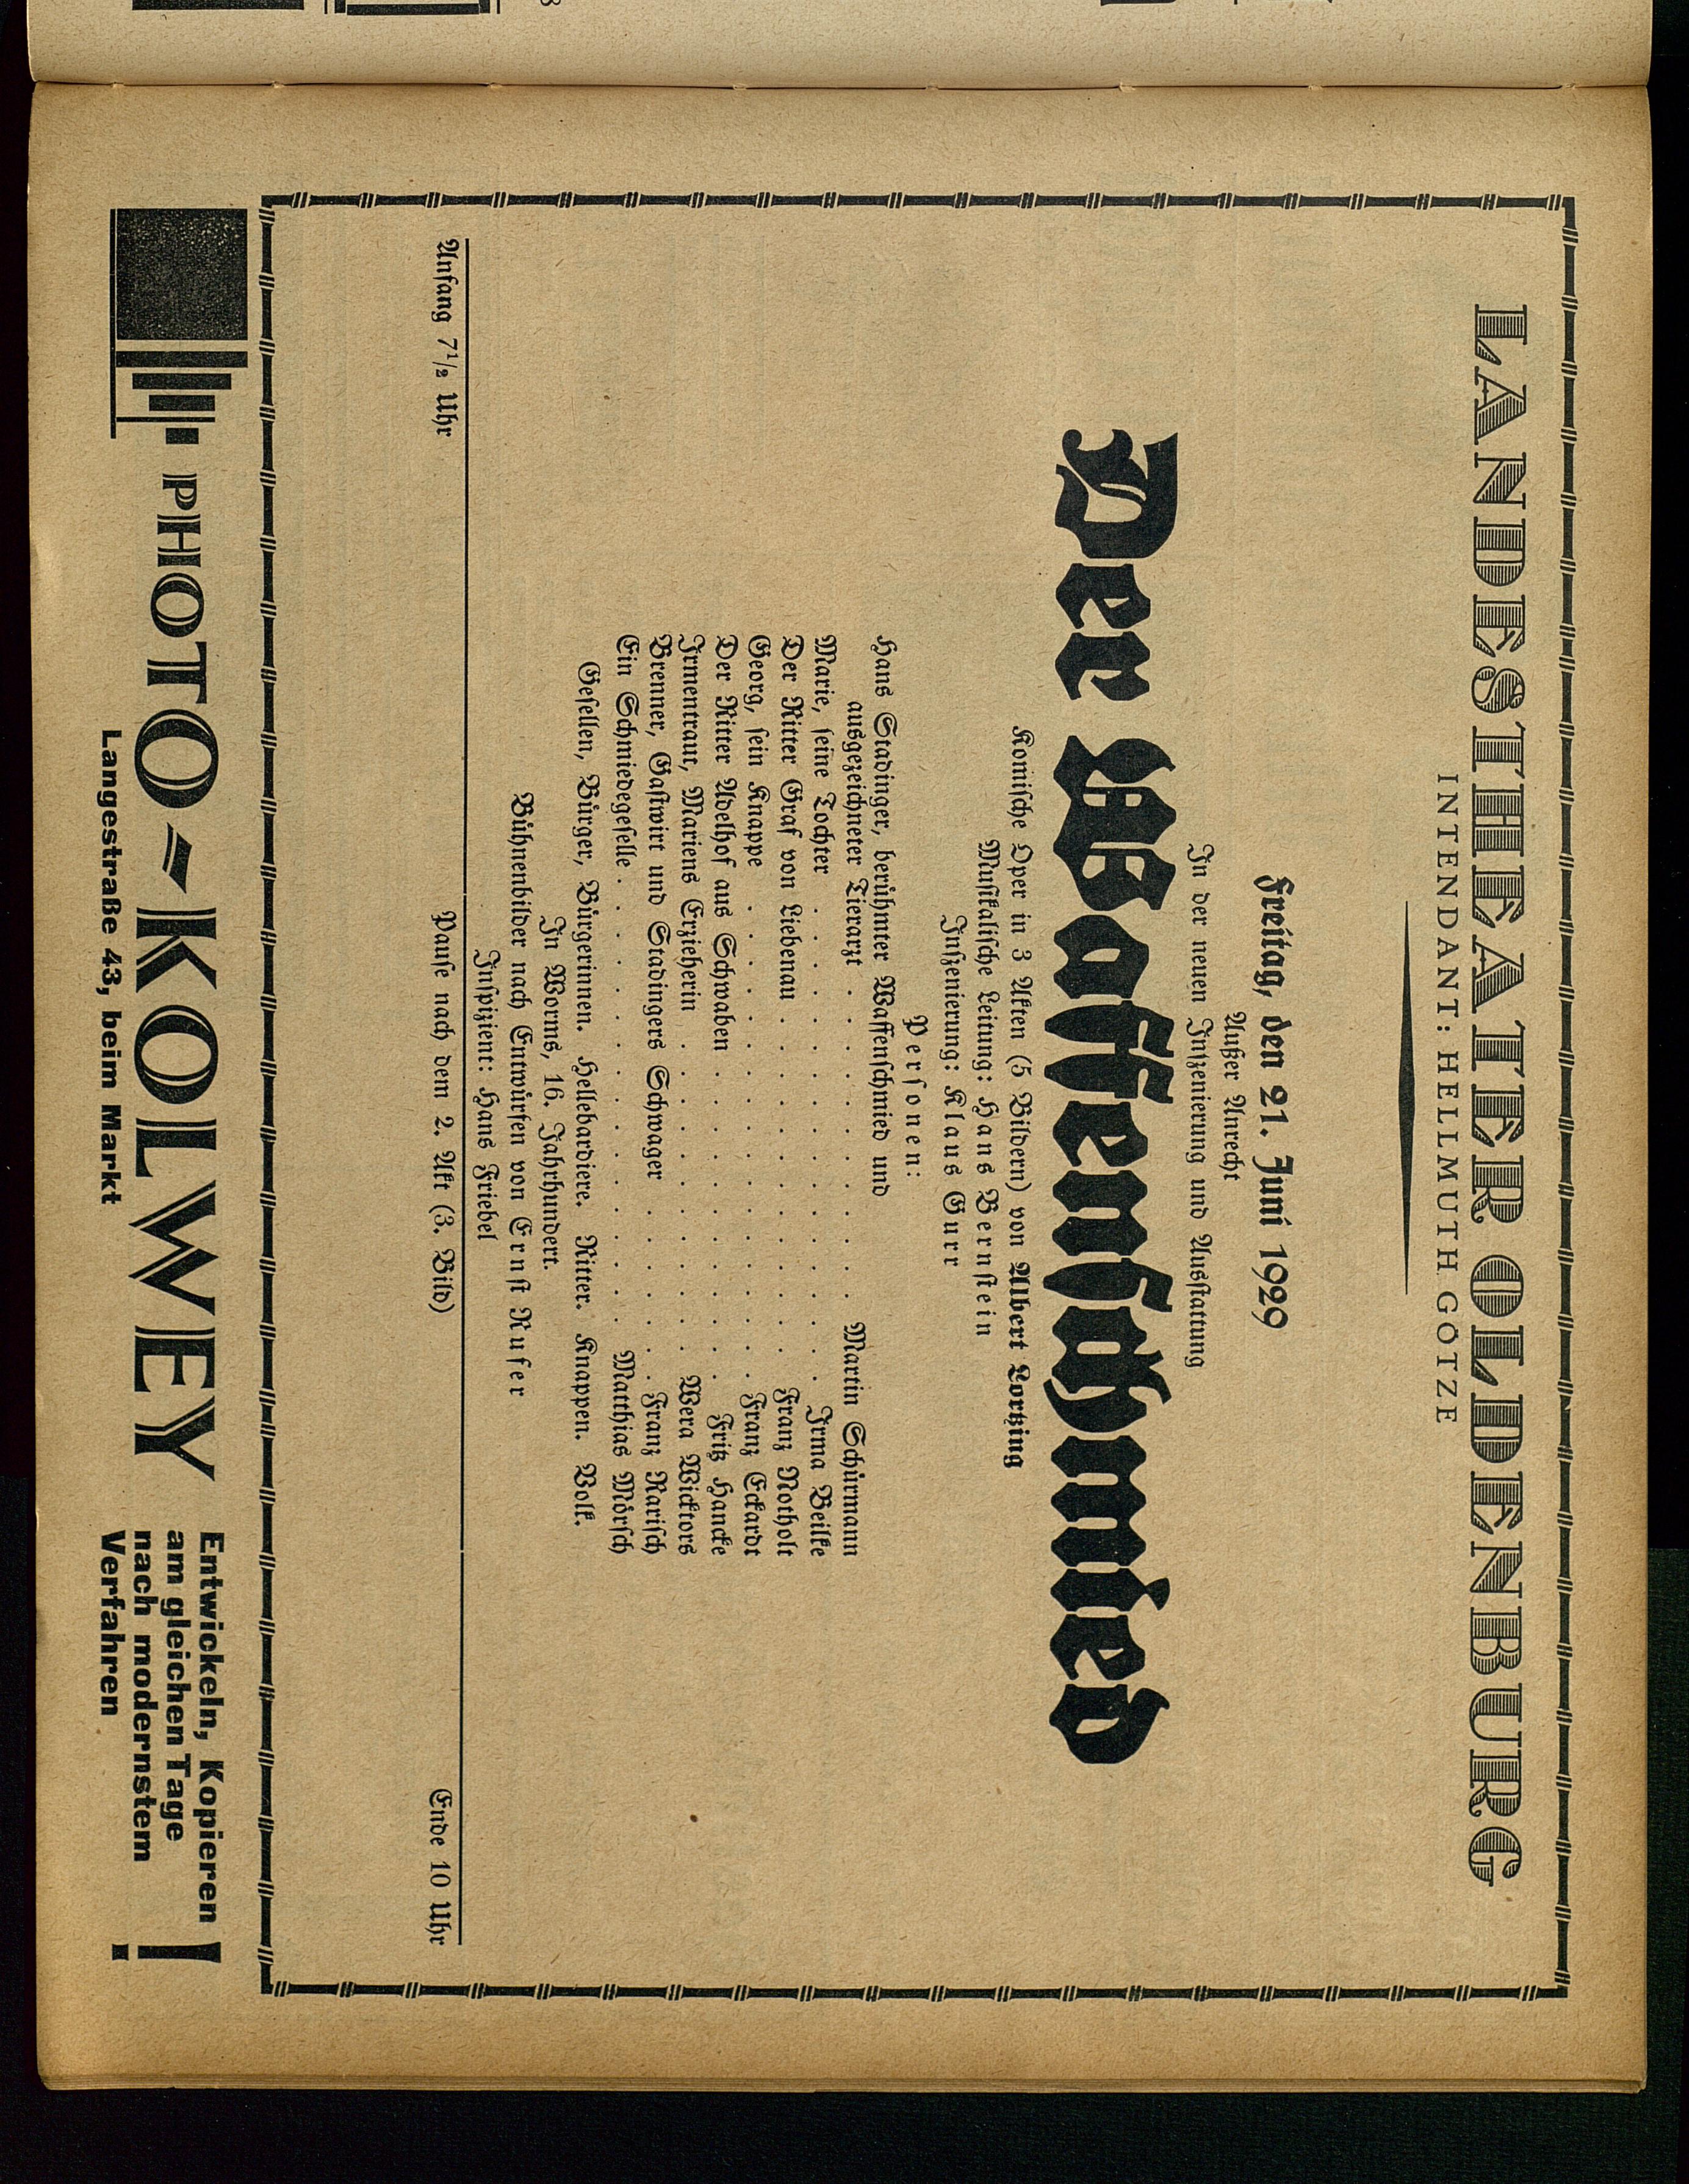 LANDESTHEATER OLDENBURG
INTENDANT: HELLMUTH GÖTZE
Freitag, den 21. Juni 1929
Außer Anrecht
In der neuen Inszenierung und Ausstattung
Der Waffenschmied
Komische Oper in 3 Akten (5 Bildern) von Albert Lortzing
Musikalische Leitung: Hans Bernstein
Inszenierung: Klaus Gurr
Personen:
Hans Stadinger, berühmter Waffenschmied und
ausgezeichneter Tierarzt . . . . . . . . . . . . Martin Schürmann
Marie, seine Tochter . . . . . . . . . . . . . . . . . . Irma Beilke
Der Ritter Graf von Liebenau . . . . . . . . . . . . . Franz Notholt
Georg, sein Knappe . . . . . . . . . . . . . . . . . . Franz Eckardt
Der Ritter Adelhof aus Schwaben . . . . . . . . . . . . Fritz Hancke
Irmentraut, Mariens Erzieherin . . . . . . . . . . . . Wera Wicktors
Brenner, Gastwirt und Stadingers Schwager . . . . . . . Franz Rarisch
Ein Schmiedegeselle . . . . . . . . . . . . . . . . . . Matthias Mörsch
Gesellen, Bürger, Bürgerinnen. Hellebardiere. Ritter. Knappen. Volk.
In Worms, 16. Jahrhundert.
Bühnenbilder nach Entwürfen von Ernst Rufer
Inspizient: Hans Friebel
Anfang 7½ Uhr Pause nach dem 2. Akt (3. Bild) Ende 10 Uhr
PHOTO-KOLWEY
Langestraße 43, beim Markt
Entwickeln, Kopieren
am gleichen Tage
nach modernstem
Verfahren !